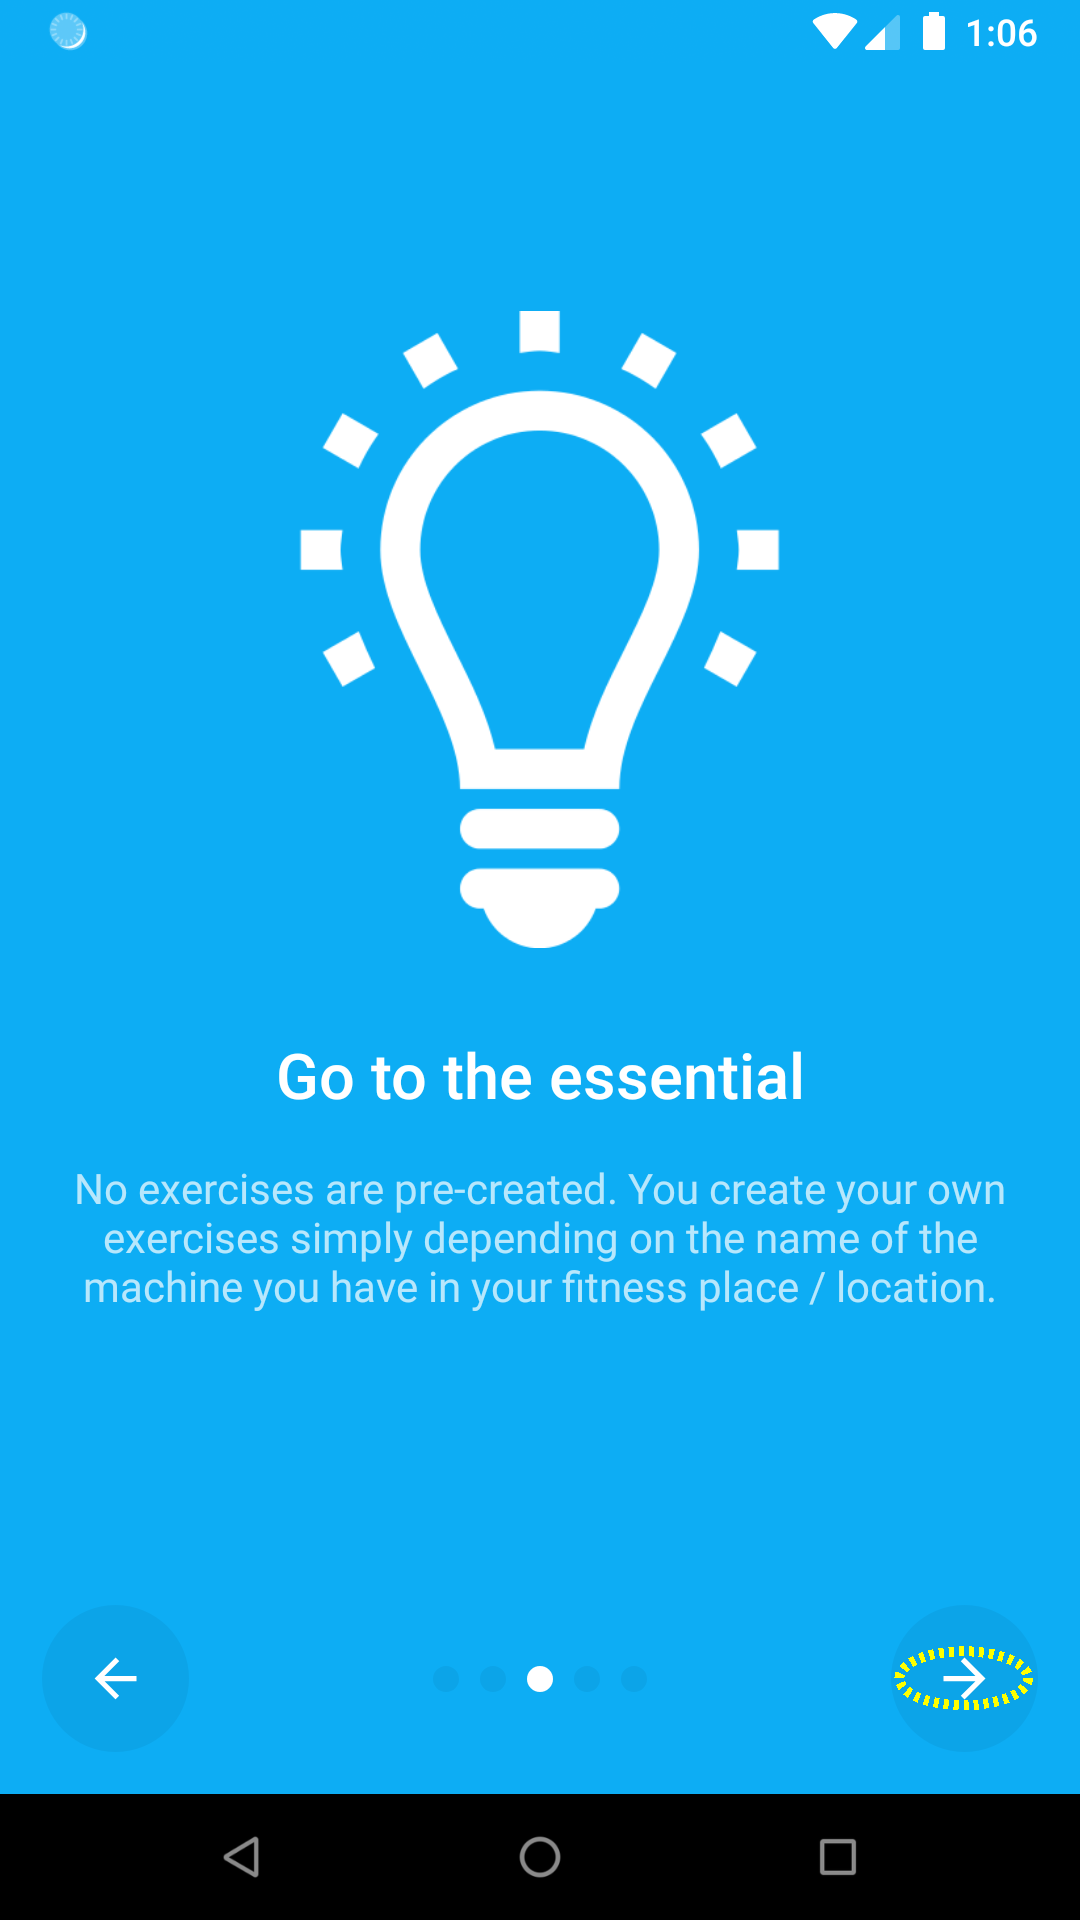 1:06
Go to the essential
No exercises are pre-created. You create your own
exercises simply depending on the name of the
machine you have in your fitness place / location.